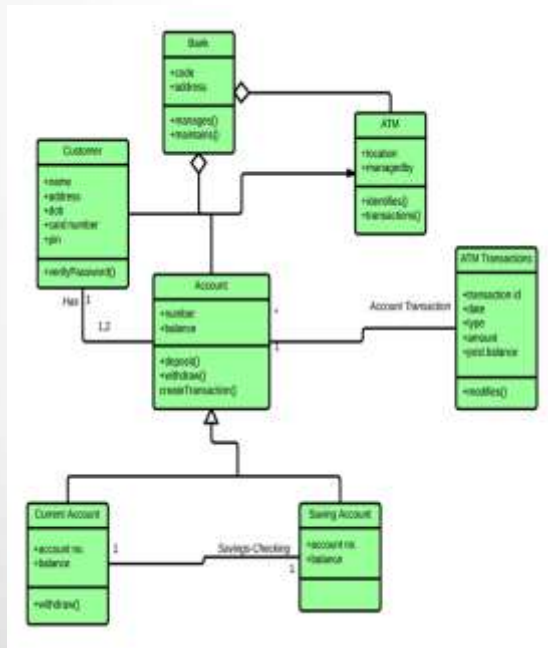 Bank
+code
+address
+manages()
+maintains()
ATM
+location
+managedby
+identifies()
+transactions()
Customer
+name
+address
+dob
+card number
+pin
+verifyPassword()
Has
1
1,2
Account
+number
+balance
+deposit()
+withdraw()
createTransaction()
*
1
Account Transaction
ATM Transactions
+transaction id
+date
+type
+amount
+post balance
+modifies()
Current Account
+account no.
+balance
+withdraw()
1
Savings-Checking
1
Saving Account
+account no.
+balance